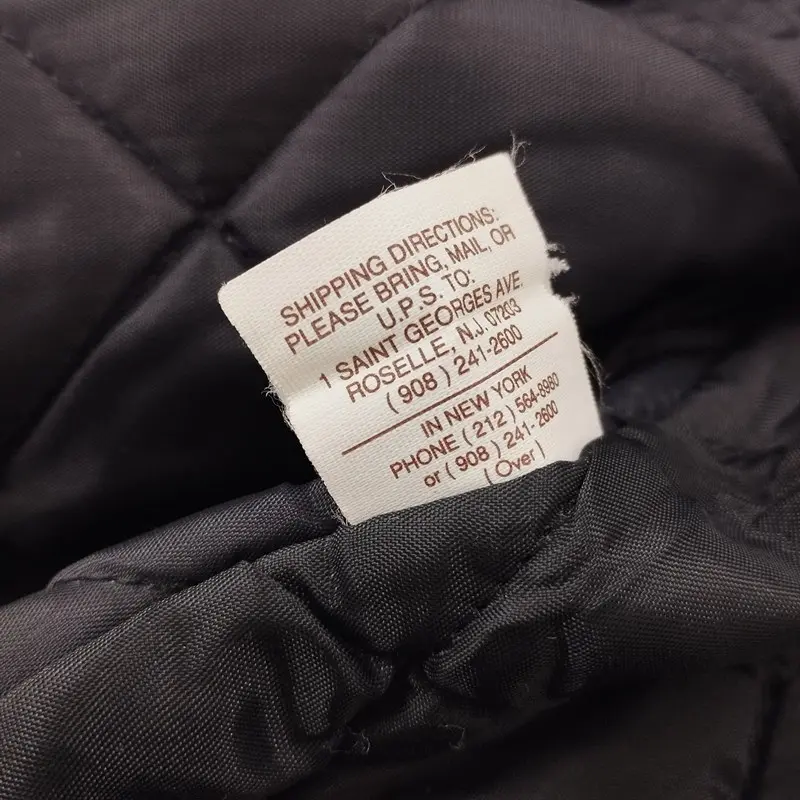 SHIPPING DIRECTIONS:
PLEASE BRING, MAIL, OR
U.P.S. TO:
1 SAINT GEORGES AVE.
ROSELLE, N.J. 07203
( 908 ) 241-2600
IN NEW YORK
PHONE ( 212 ) 564-8980
or ( 908 ) 241-2600
( Over )